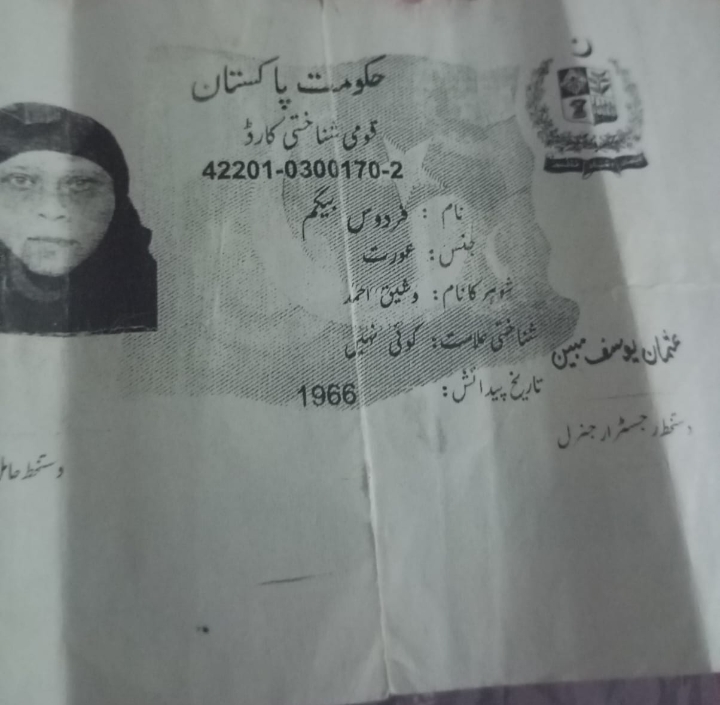 حکومت پاکستان
قومی شناختی کارڈ
42201-0300170-2
نام : فردوس بیگم
جنس: عورت
شوہر کا نام: وشیق احمد
شناختی علامت: کوئی نہیں
تاریخ پیدائش: 1966
عثمان یوسف مبین
دستخط رجسٹرار جنرل
دستخط حامل